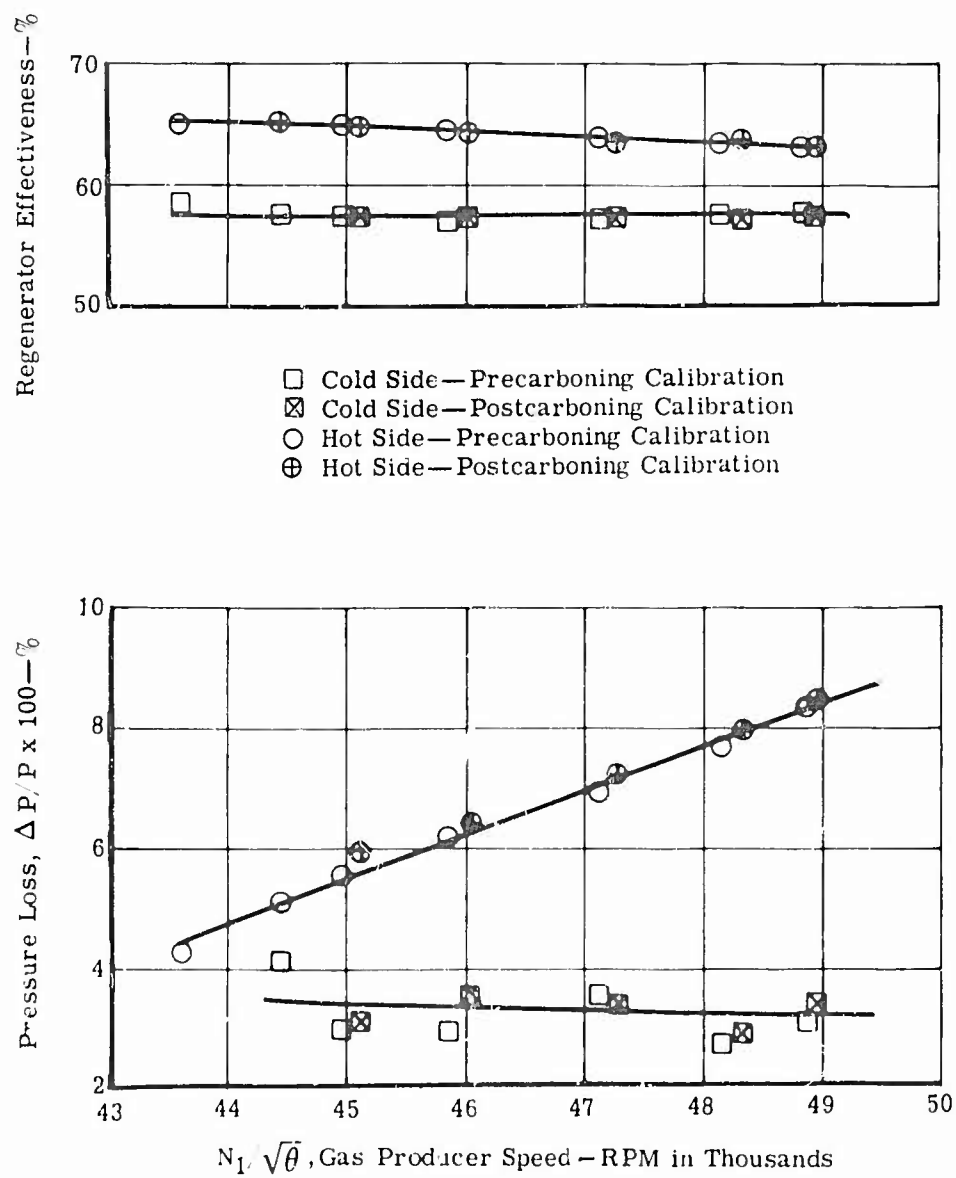 Regenerator Effectiveness—%
70
60
50
□ Cold Side—Precarboning Calibration
⊠ Cold Side—Postcarboning Calibration
○ Hot Side—Precarboning Calibration
⊕ Hot Side—Postcarboning Calibration
Pressure Loss, ΔP/P x 100—%
10
8
6
4
2
43 44 45 46 47 48 49 50
N₁/√θ, Gas Producer Speed—RPM in Thousands